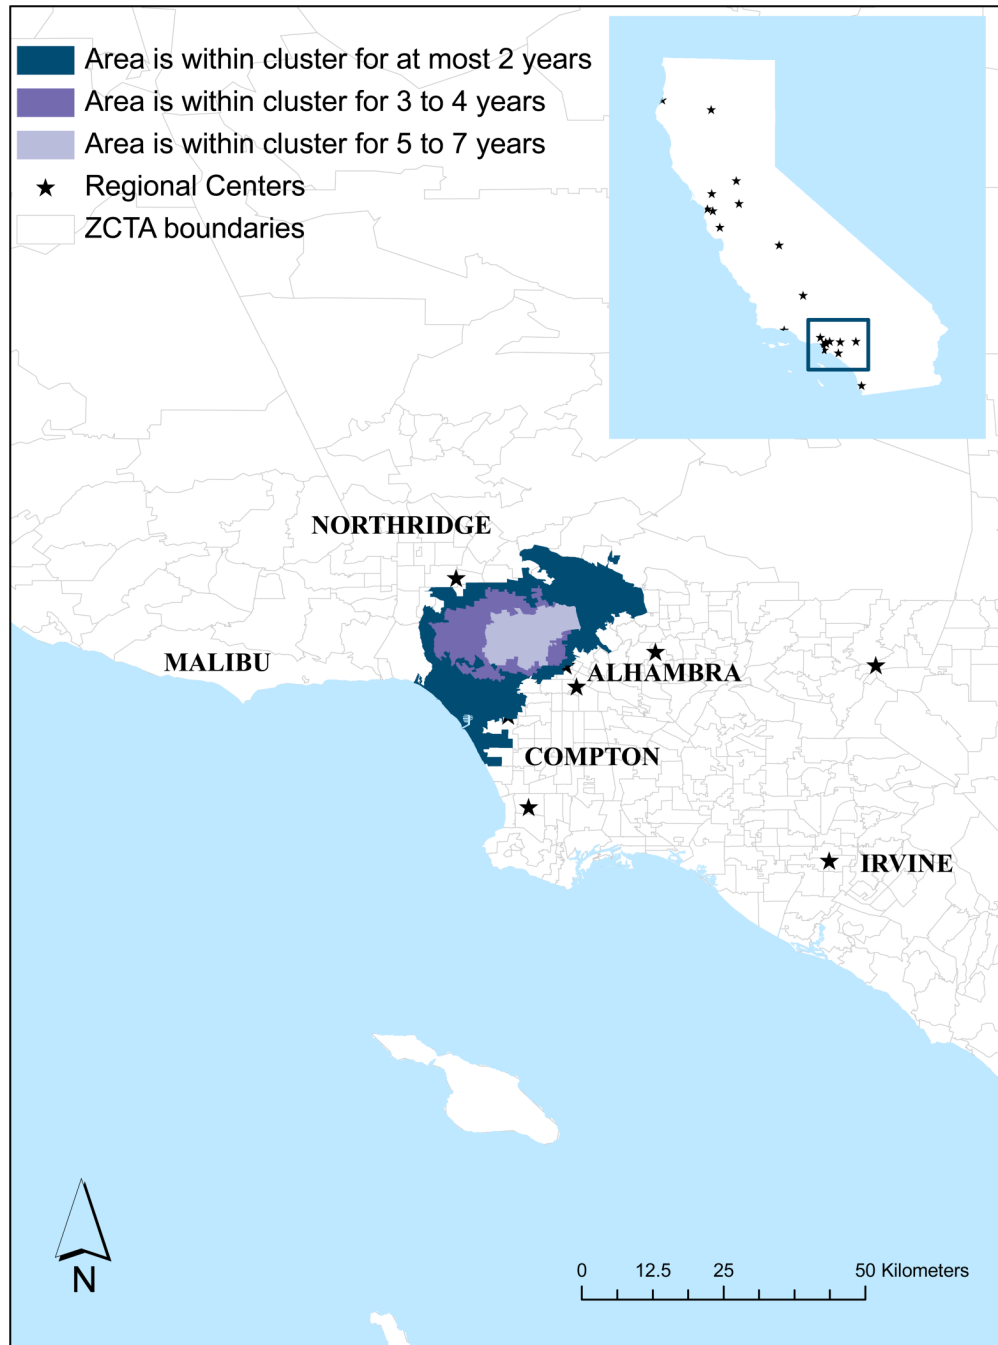 Area is within cluster for at most 2 years
Area is within cluster for 3 to 4 years
Area is within cluster for 5 to 7 years
Regional Centers
ZCTA boundaries
NORTHRIDGE
MALIBU
ALHAMBRA
COMPTON
IRVINE
N
0 12.5 25 50 Kilometers